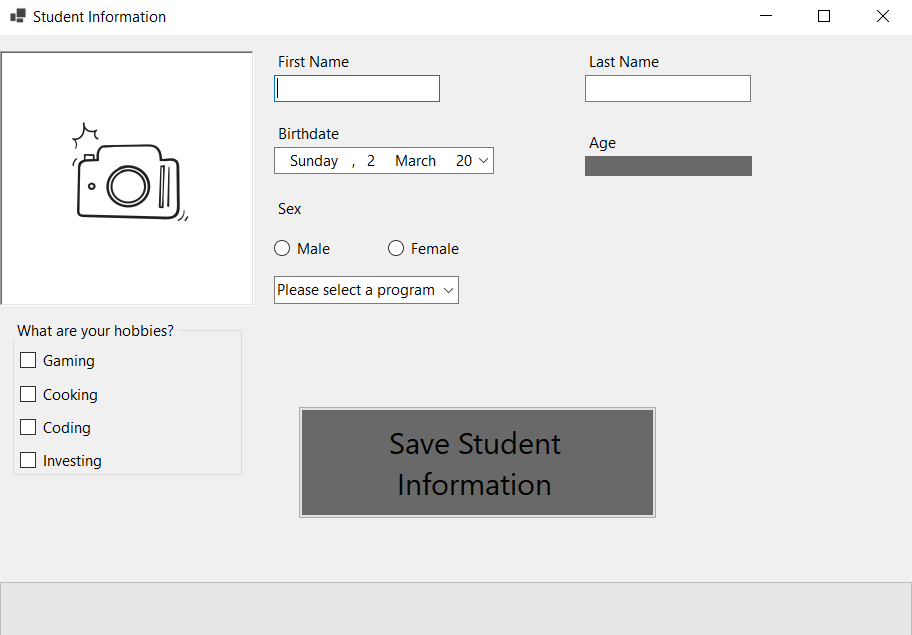 Student Information
First Name
Last Name
Birthdate
Sunday , 2 March 20
Age
Sex
Male
Female
Please select a program
What are your hobbies?
Gaming
Cooking
Coding
Investing
Save Student
Information